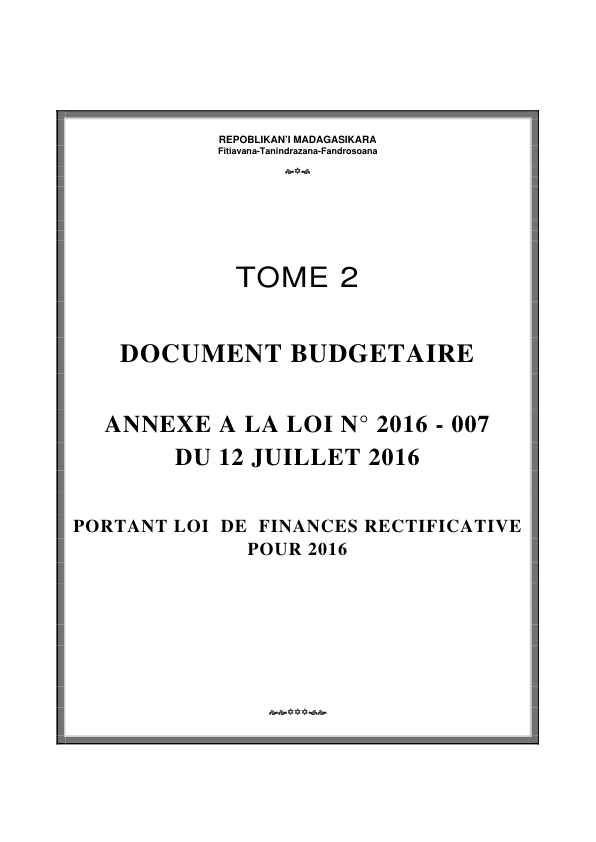 REPOBLIKAN'I MADAGASIKARA
Fitiavana-Tanindrazana-Fandrosoana
TOME 2
DOCUMENT BUDGETAIRE
ANNEXE A LA LOI N° 2016 - 007
DU 12 JUILLET 2016
PORTANT LOI DE FINANCES RECTIFICATIVE
POUR 2016